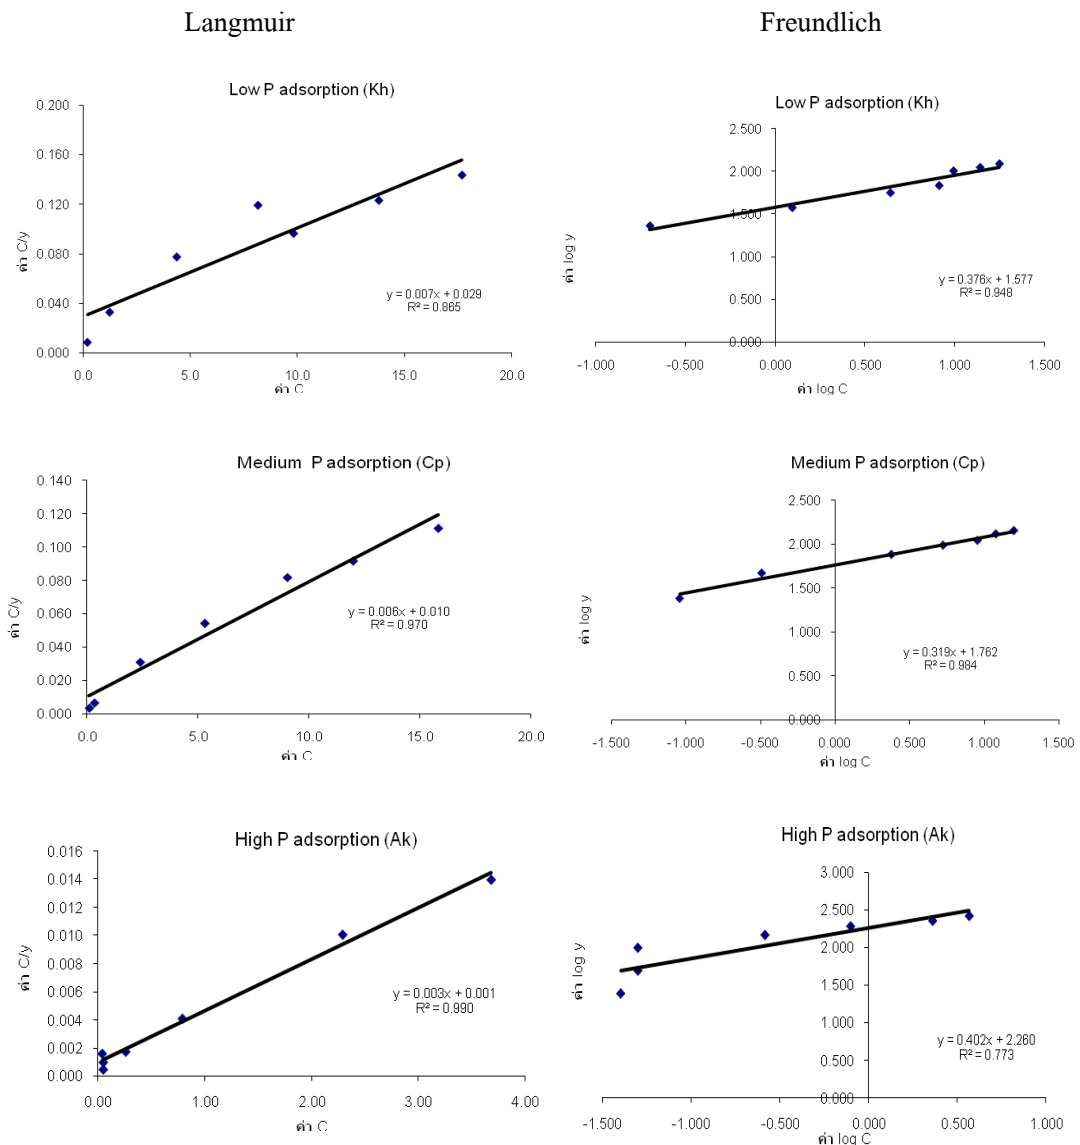 Langmuir
Freundlich
Low P adsorption (Kh)
0.200
0.160
0.120
0.080
0.040
0.000
ค่า C/y
y = 0.007x + 0.029
R² = 0.865
0.0
5.0
10.0
15.0
20.0
ค่า C
Low P adsorption (Kh)
2.500
2.000
1.500
1.000
0.500
0.000
ค่า log y
y = 0.376x + 1.577
R² = 0.948
-1.000
-0.500
0.000
0.500
1.000
1.500
ค่า log C
Medium P adsorption (Cp)
0.140
0.120
0.100
0.080
0.060
0.040
0.020
0.000
ค่า C/y
y = 0.006x + 0.010
R² = 0.970
0.0
5.0
10.0
15.0
20.0
ค่า C
Medium P adsorption (Cp)
2.500
2.000
1.500
1.000
0.500
0.000
ค่า log y
y = 0.319x + 1.762
R² = 0.984
-1.500
-1.000
-0.500
0.000
0.500
1.000
1.500
ค่า log C
High P adsorption (Ak)
0.016
0.014
0.012
0.010
0.008
0.006
0.004
0.002
0.000
ค่า C/y
y = 0.003x + 0.001
R² = 0.990
0.00
1.00
2.00
3.00
4.00
ค่า C
High P adsorption (Ak)
3.000
2.500
2.000
1.500
1.000
0.500
0.000
ค่า log y
y = 0.402x + 2.260
R² = 0.773
-1.500
-1.000
-0.500
0.000
0.500
1.000
ค่า log C